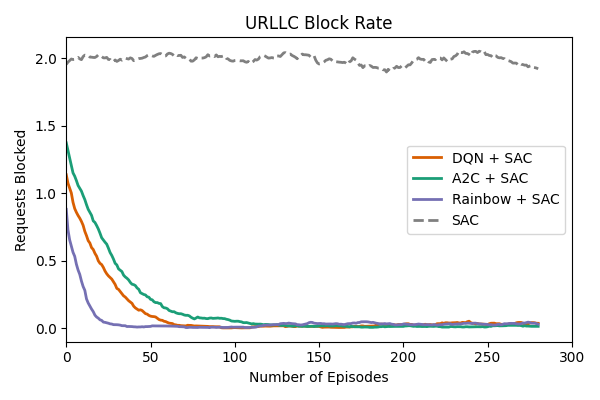 URLLC Block Rate
Requests Blocked
2.0
1.5
1.0
0.5
0.0
DQN + SAC
A2C + SAC
Rainbow + SAC
SAC
0 50 100 150 200 250 300
Number of Episodes